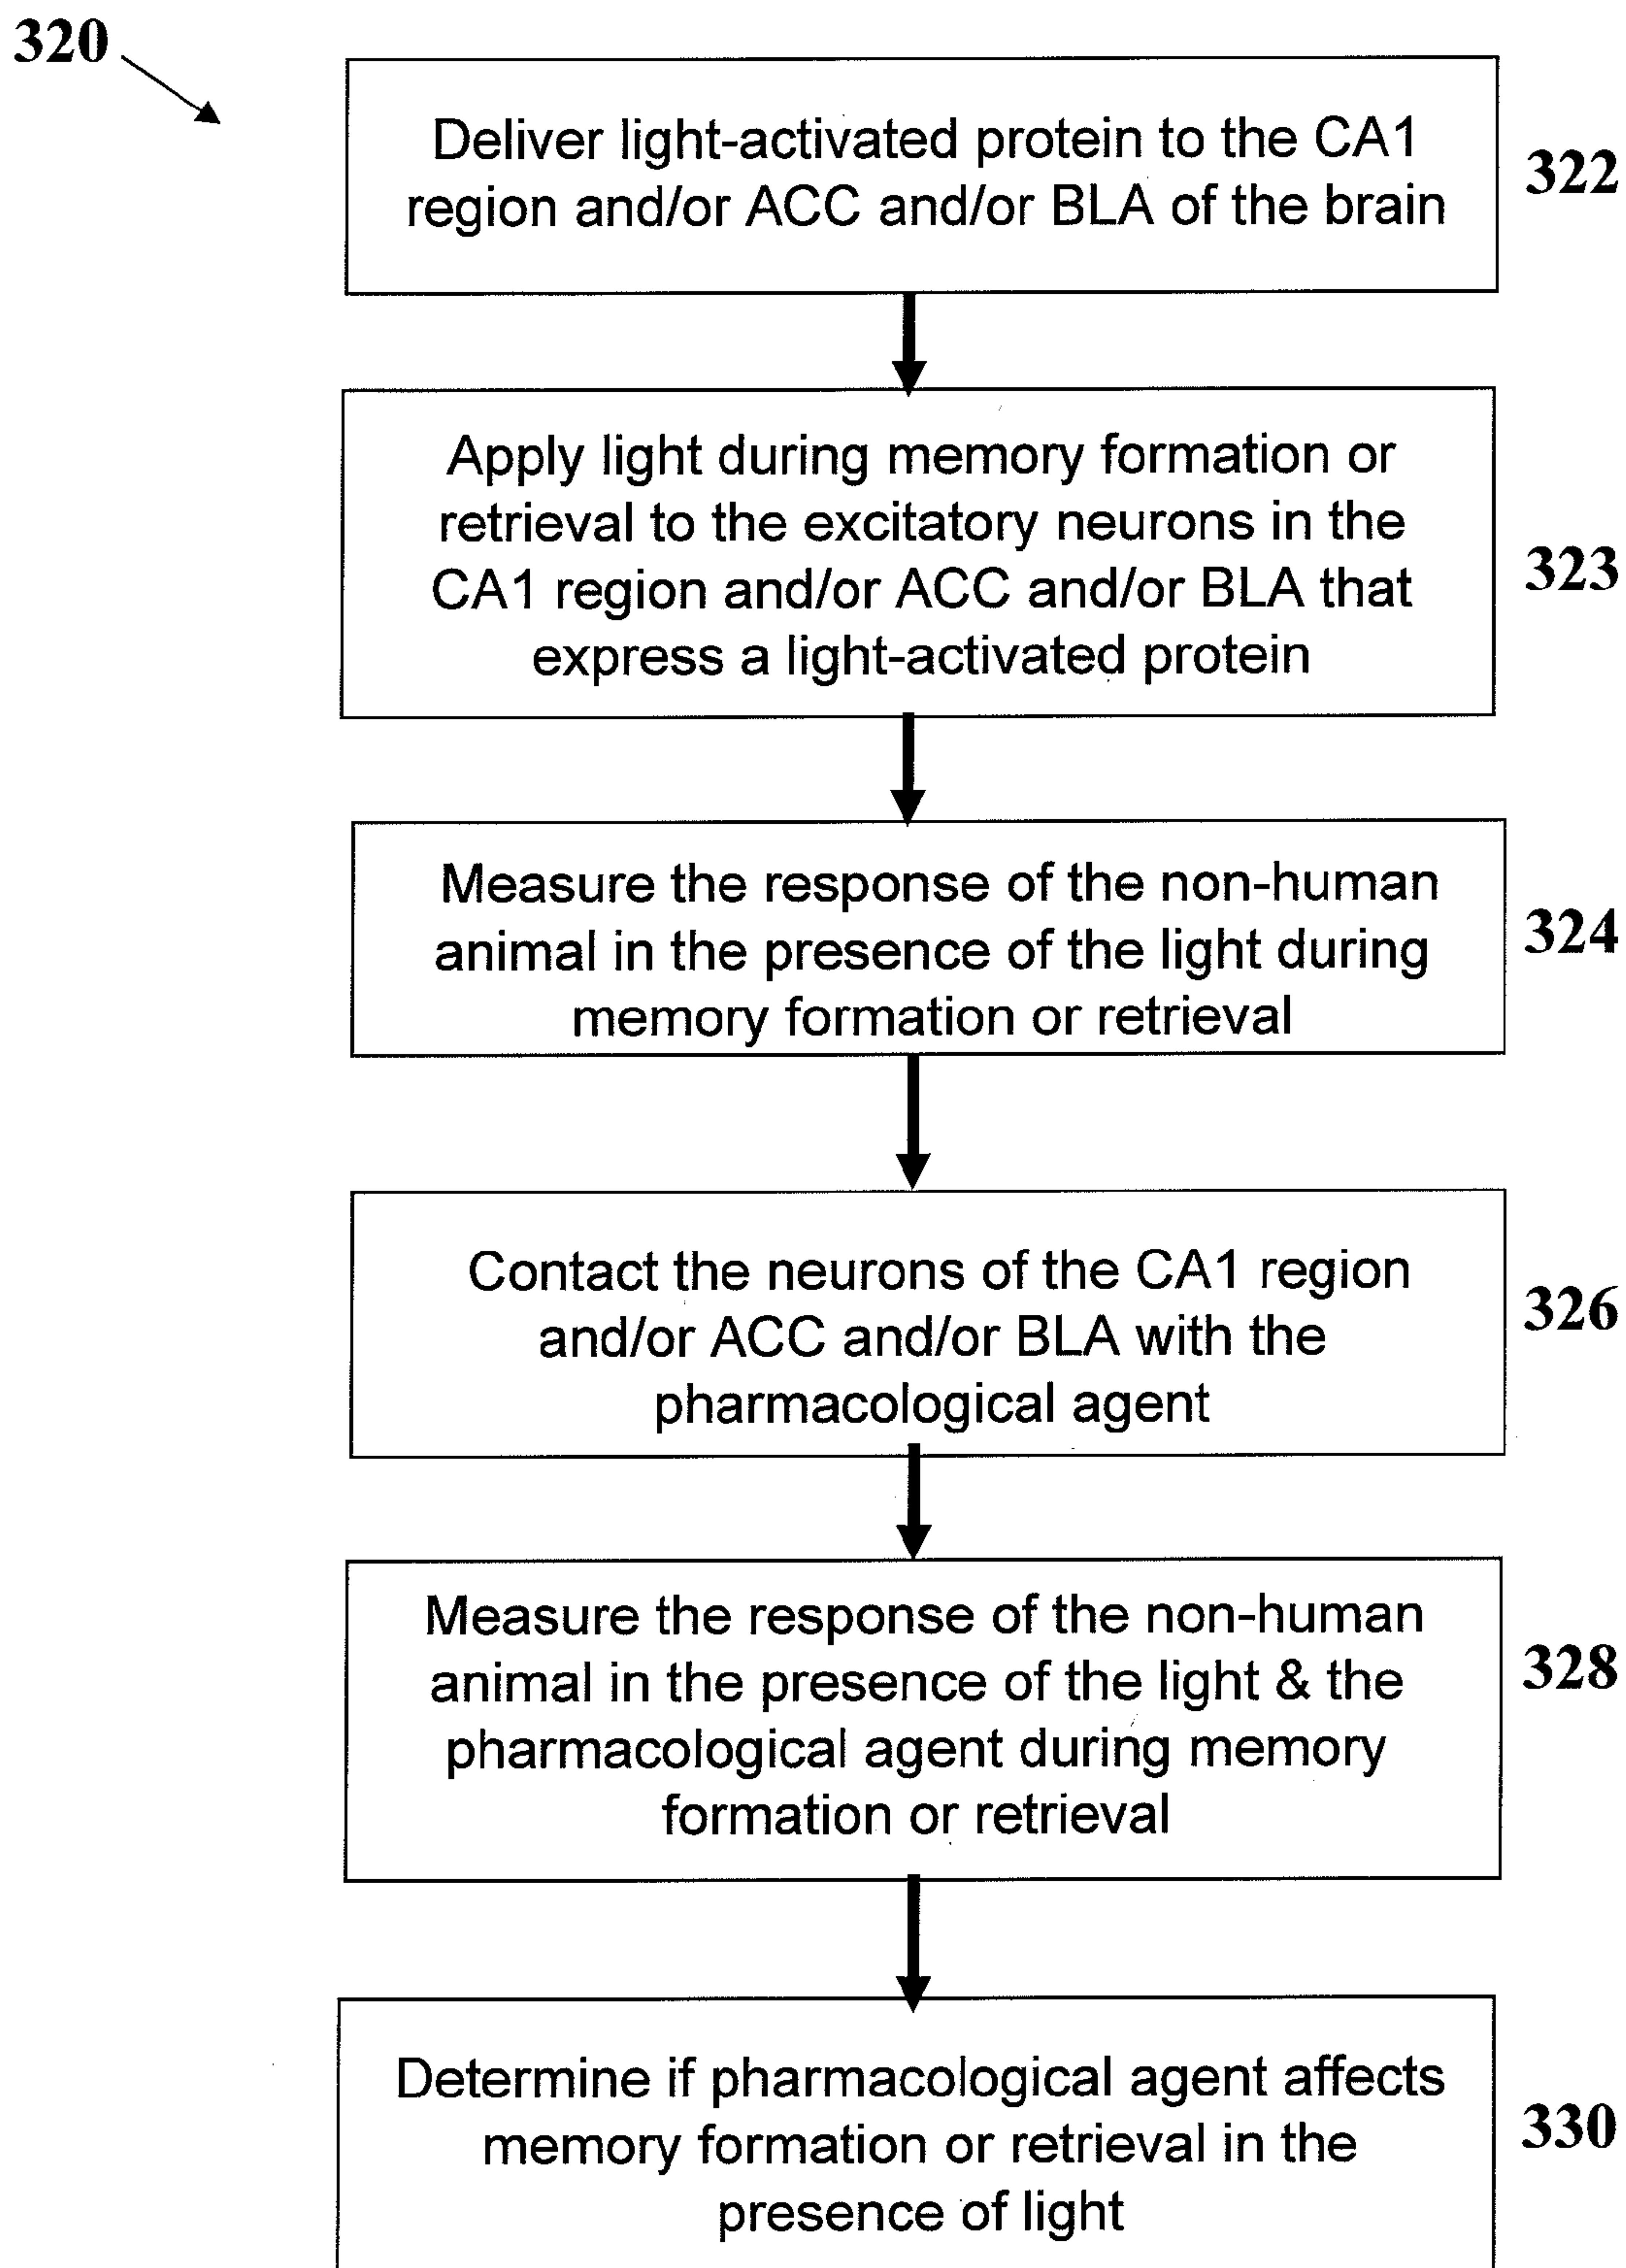 320
Deliver light-activated protein to the CA1
region and/or ACC and/or BLA of the brain
322
Apply light during memory formation or
retrieval to the excitatory neurons in the
CA1 region and/or ACC and/or BLA that
express a light-activated protein
323
Measure the response of the non-human
animal in the presence of the light during
memory formation or retrieval
324
Contact the neurons of the CA1 region
and/or ACC and/or BLA with the
pharmacological agent
326
Measure the response of the non-human
animal in the presence of the light & the
pharmacological agent during memory
formation or retrieval
328
Determine if pharmacological agent affects
memory formation or retrieval in the
presence of light
330